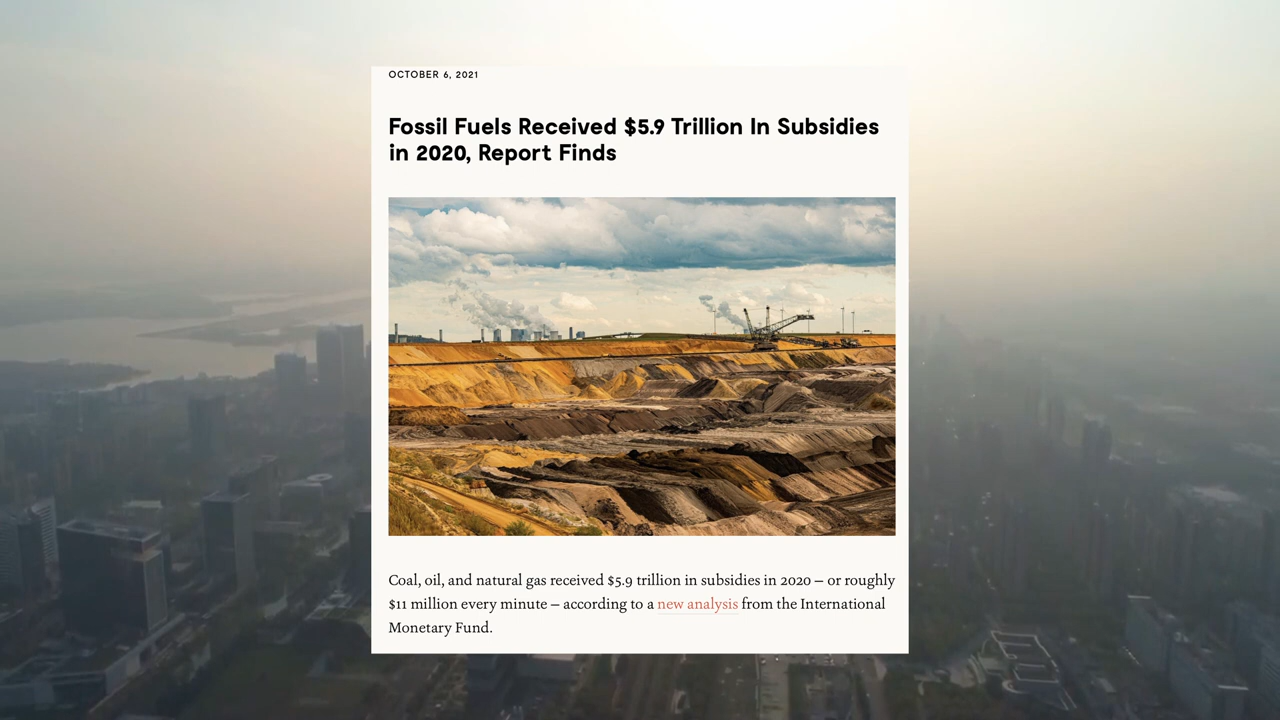 OCTOBER 6, 2021
Fossil Fuels Received $5.9 Trillion In Subsidies
in 2020, Report Finds
Coal, oil, and natural gas received $5.9 trillion in subsidies in 2020 – or roughly
$11 million every minute – according to a new analysis from the International
Monetary Fund.